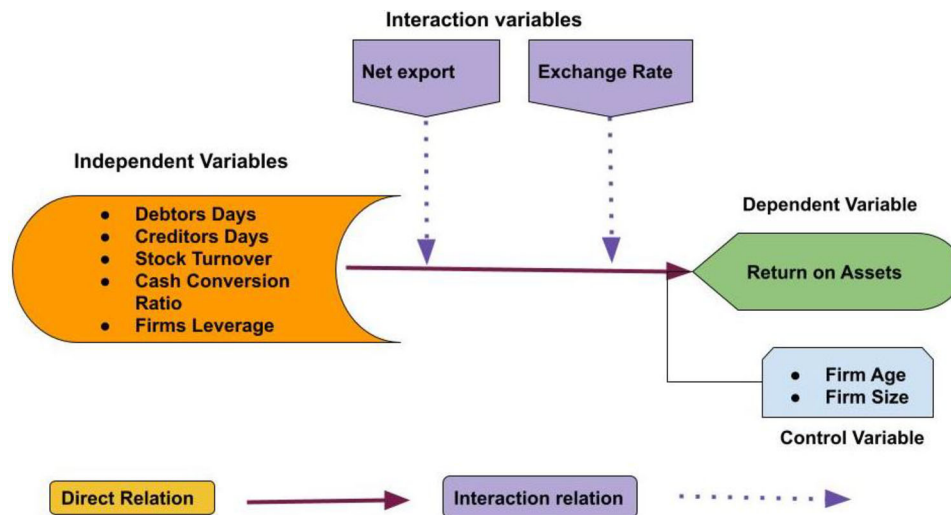 Interaction variables
Net export
Exchange Rate
Independent Variables
● Debtors Days
● Creditors Days
● Stock Turnover
● Cash Conversion
Ratio
● Firms Leverage
Dependent Variable
Return on Assets
● Firm Age
● Firm Size
Control Variable
Direct Relation
Interaction relation